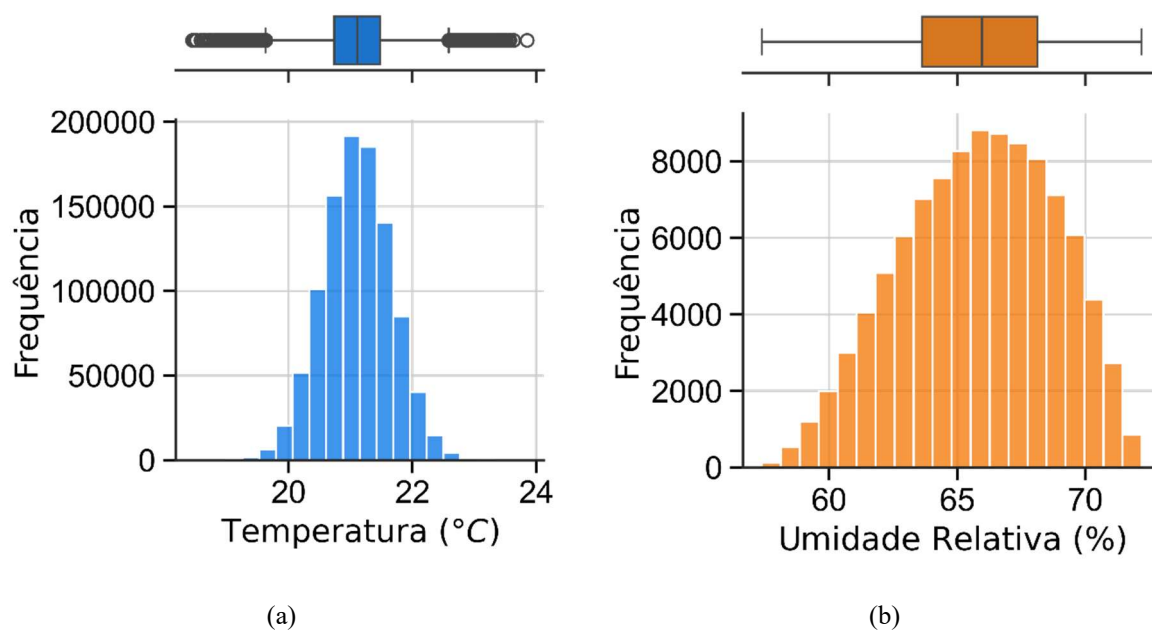 200000
150000
100000
50000
0
Frequência
20 22 24
Temperatura (°C)
(a)
8000
6000
4000
2000
0
Frequência
60 65 70
Umidade Relativa (%)
(b)